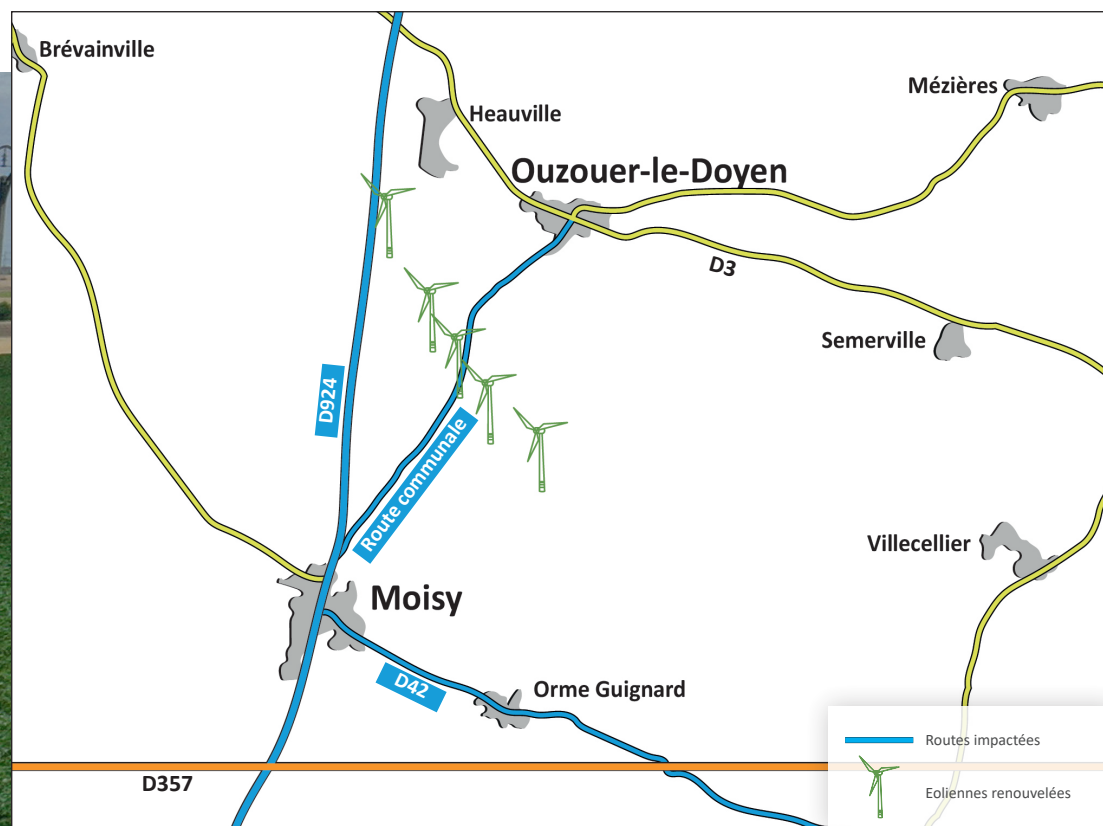 Brévainville
Mézières
Heauville
Ouzouer-le-Doyen
D3
Semerville
D924
Route communale
Villecellier
Moisy
D42
Orme Guignard
Routes impactées
D357
Eoliennes renouvelées